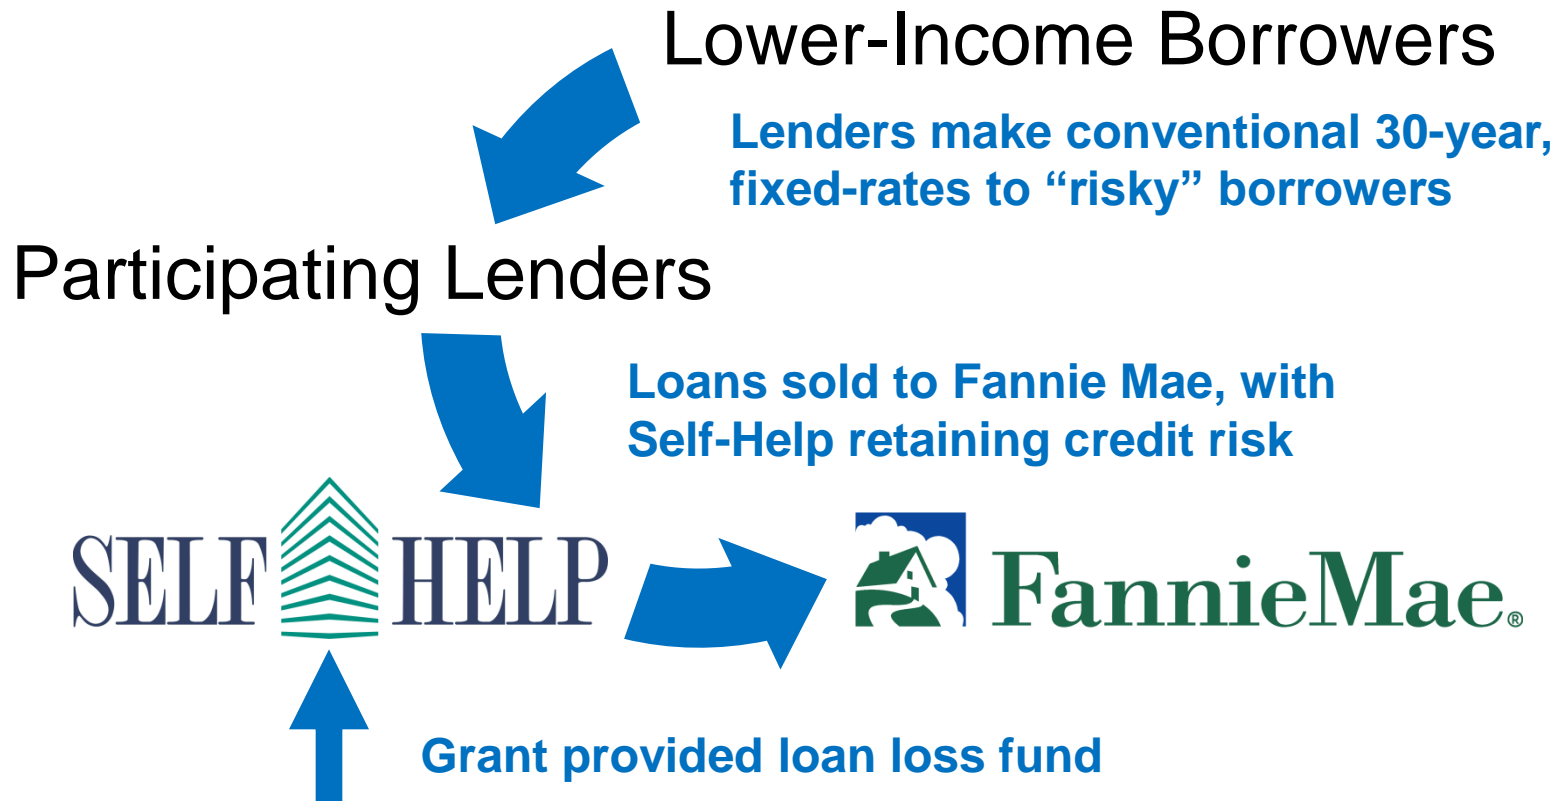 Lower-Income Borrowers
Lenders make conventional 30-year,
fixed-rates to “risky” borrowers
Participating Lenders
Loans sold to Fannie Mae, with
Self-Help retaining credit risk
SELF HELP
FannieMae®
Grant provided loan loss fund